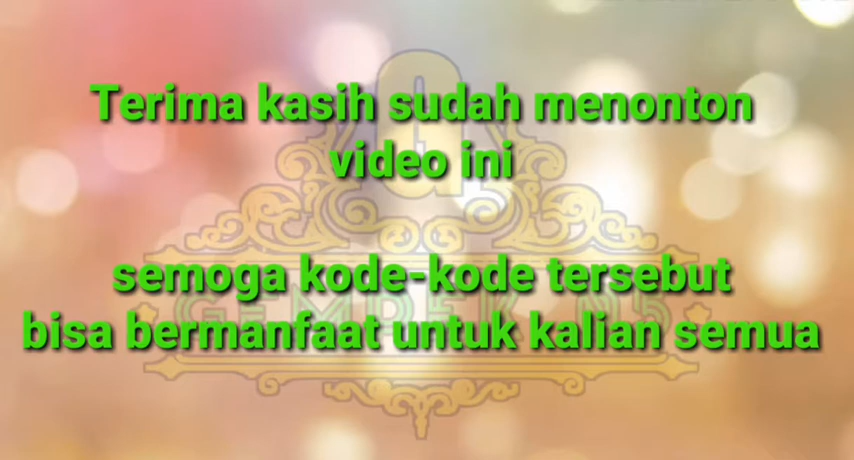 Terima kasih sudah menonton
video ini
semoga kode-kode tersebut
bisa bermanfaat untuk kalian semua